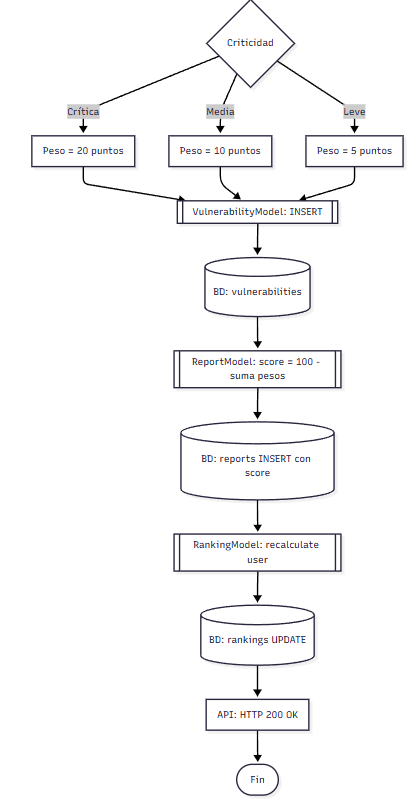 Criticidad
Crítica
Media
Leve
Peso = 20 puntos
Peso = 10 puntos
Peso = 5 puntos
VulnerabilityModel: INSERT
BD: vulnerabilities
ReportModel: score = 100 -
suma pesos
BD: reports INSERT con
score
RankingModel: recalculate
user
BD: rankings UPDATE
API: HTTP 200 OK
Fin